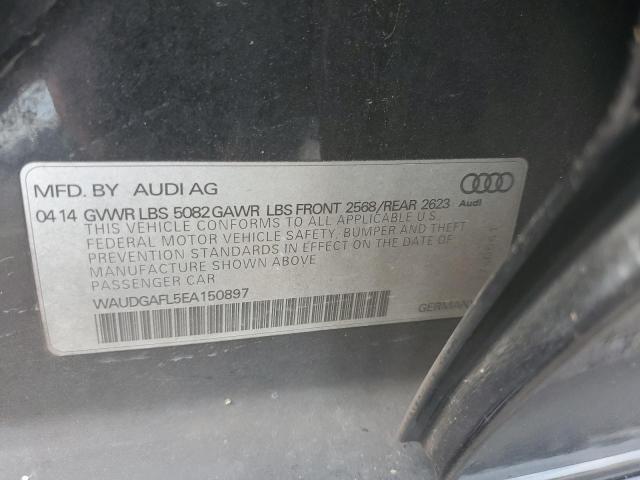 MFD. BY AUDI AG
0414 GVWR LBS 5082 GAWR LBS FRONT 2568/REAR 2623
Audi
THIS VEHICLE CONFORMS TO ALL APPLICABLE U.S.
FEDERAL MOTOR VEHICLE SAFETY, BUMPER AND THEFT
PREVENTION STANDARDS IN EFFECT ON THE DATE OF
MANUFACTURE SHOWN ABOVE
PASSENGER CAR
WAUDGAFL5EA150897
GERMANY